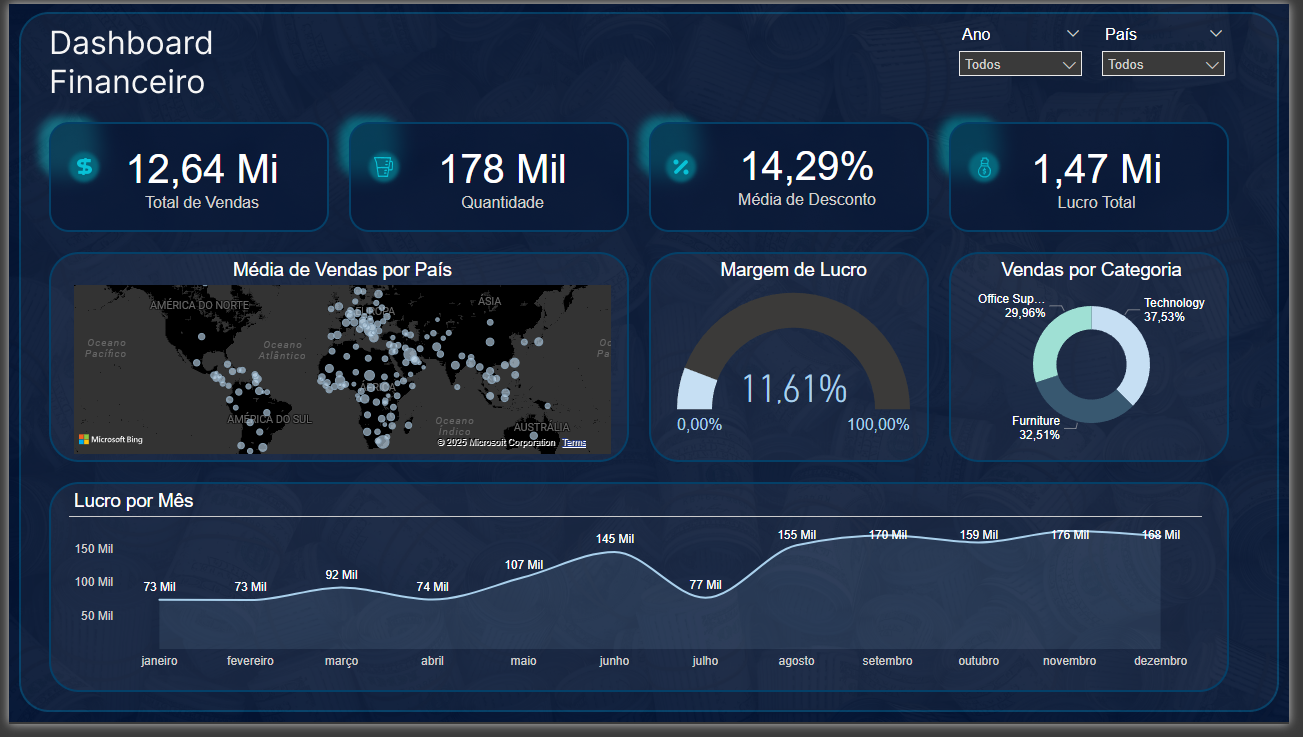 Dashboard
Financeiro
Ano
País
Todos
Todos
12,64 Mi
Total de Vendas
178 Mil
Quantidade
14,29%
Média de Desconto
1,47 Mi
Lucro Total
Média de Vendas por País
AMÉRICA DO NORTE
EUROPA
ÁSIA
Oceano
Pacífico
Oceano
Atlântico
Oc
Pa
ÁFRICA
AMÉRICA DO SUL
Oceano
Índico
AUSTRÁLIA
Microsoft Bing
© 2025 Microsoft Corporation Terms
Margem de Lucro
11,61%
0,00%
100,00%
Vendas por Categoria
Office Sup...
29,96%
Technology
37,53%
Furniture
32,51%
Lucro por Mês
150 Mil
100 Mil
50 Mil
73 Mil
73 Mil
92 Mil
74 Mil
107 Mil
145 Mil
77 Mil
155 Mil
170 Mil
159 Mil
176 Mil
168 Mil
janeiro
fevereiro
março
abril
maio
junho
julho
agosto
setembro
outubro
novembro
dezembro